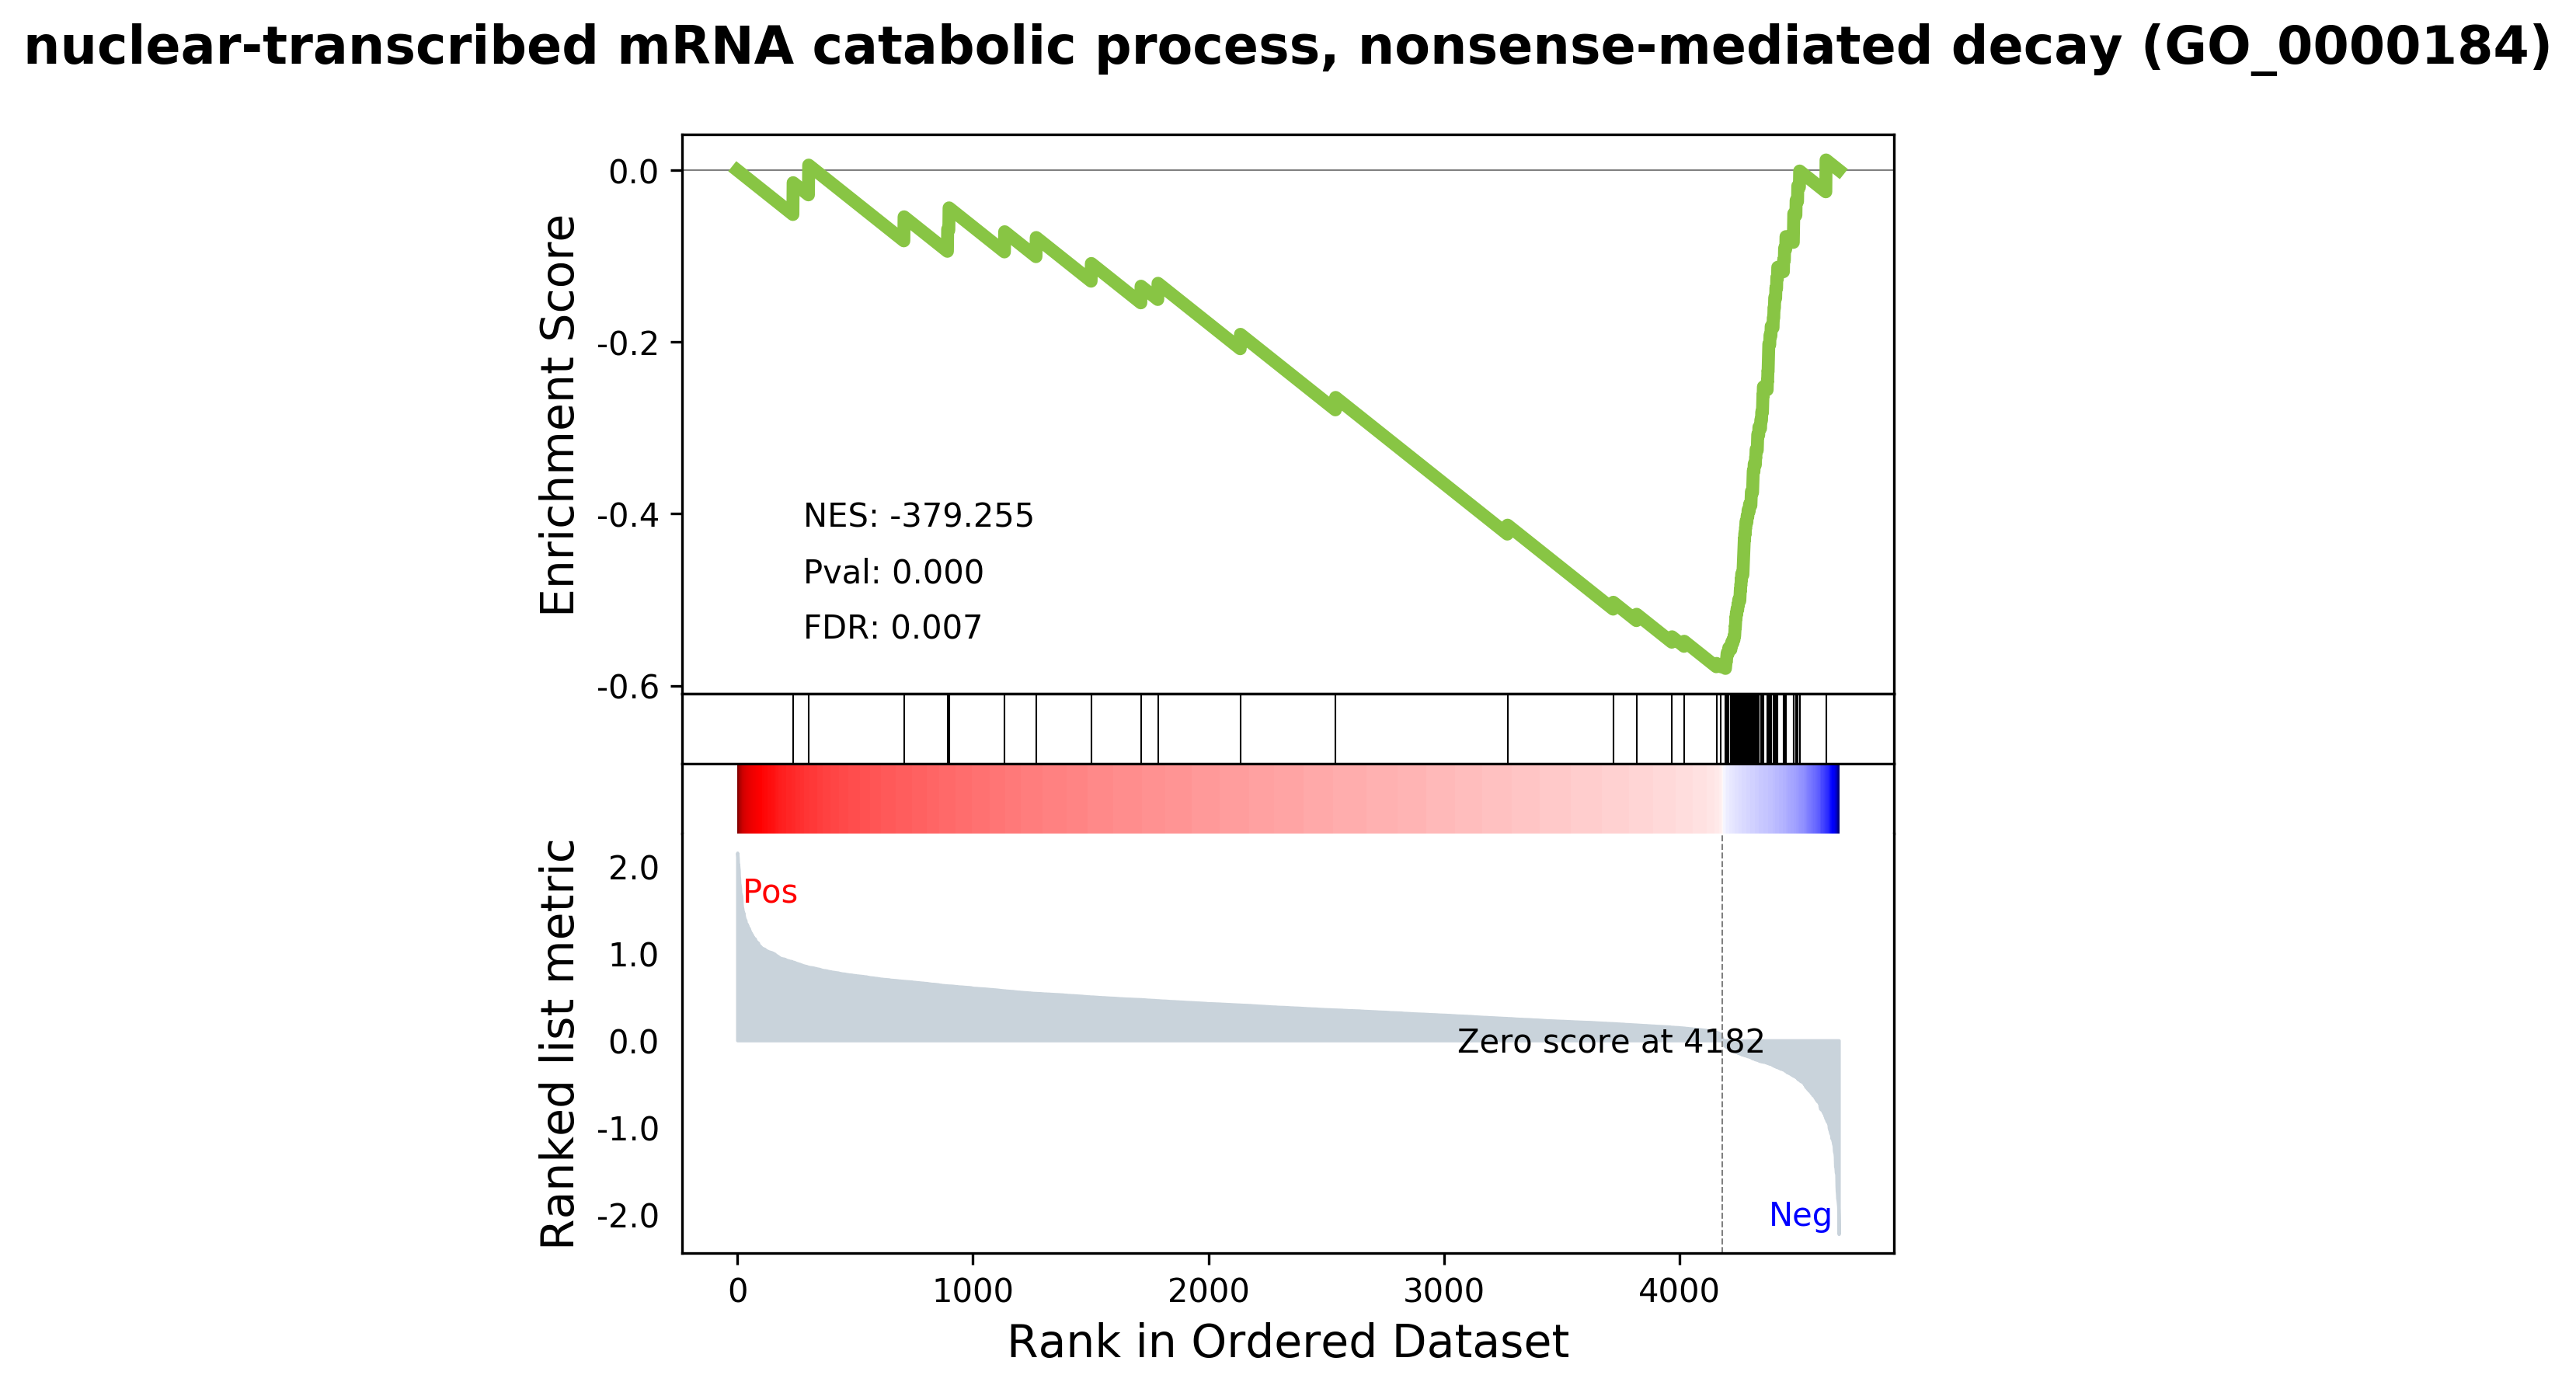 nuclear-transcribed mRNA catabolic process, nonsense-mediated decay (GO_0000184)
Enrichment Score
0.0
-0.2
-0.4
-0.6
NES: -379.255
Pval: 0.000
FDR: 0.007
Ranked list metric
2.0
1.0
0.0
-1.0
-2.0
Pos
Zero score at 4182
Neg
0 1000 2000 3000 4000
Rank in Ordered Dataset